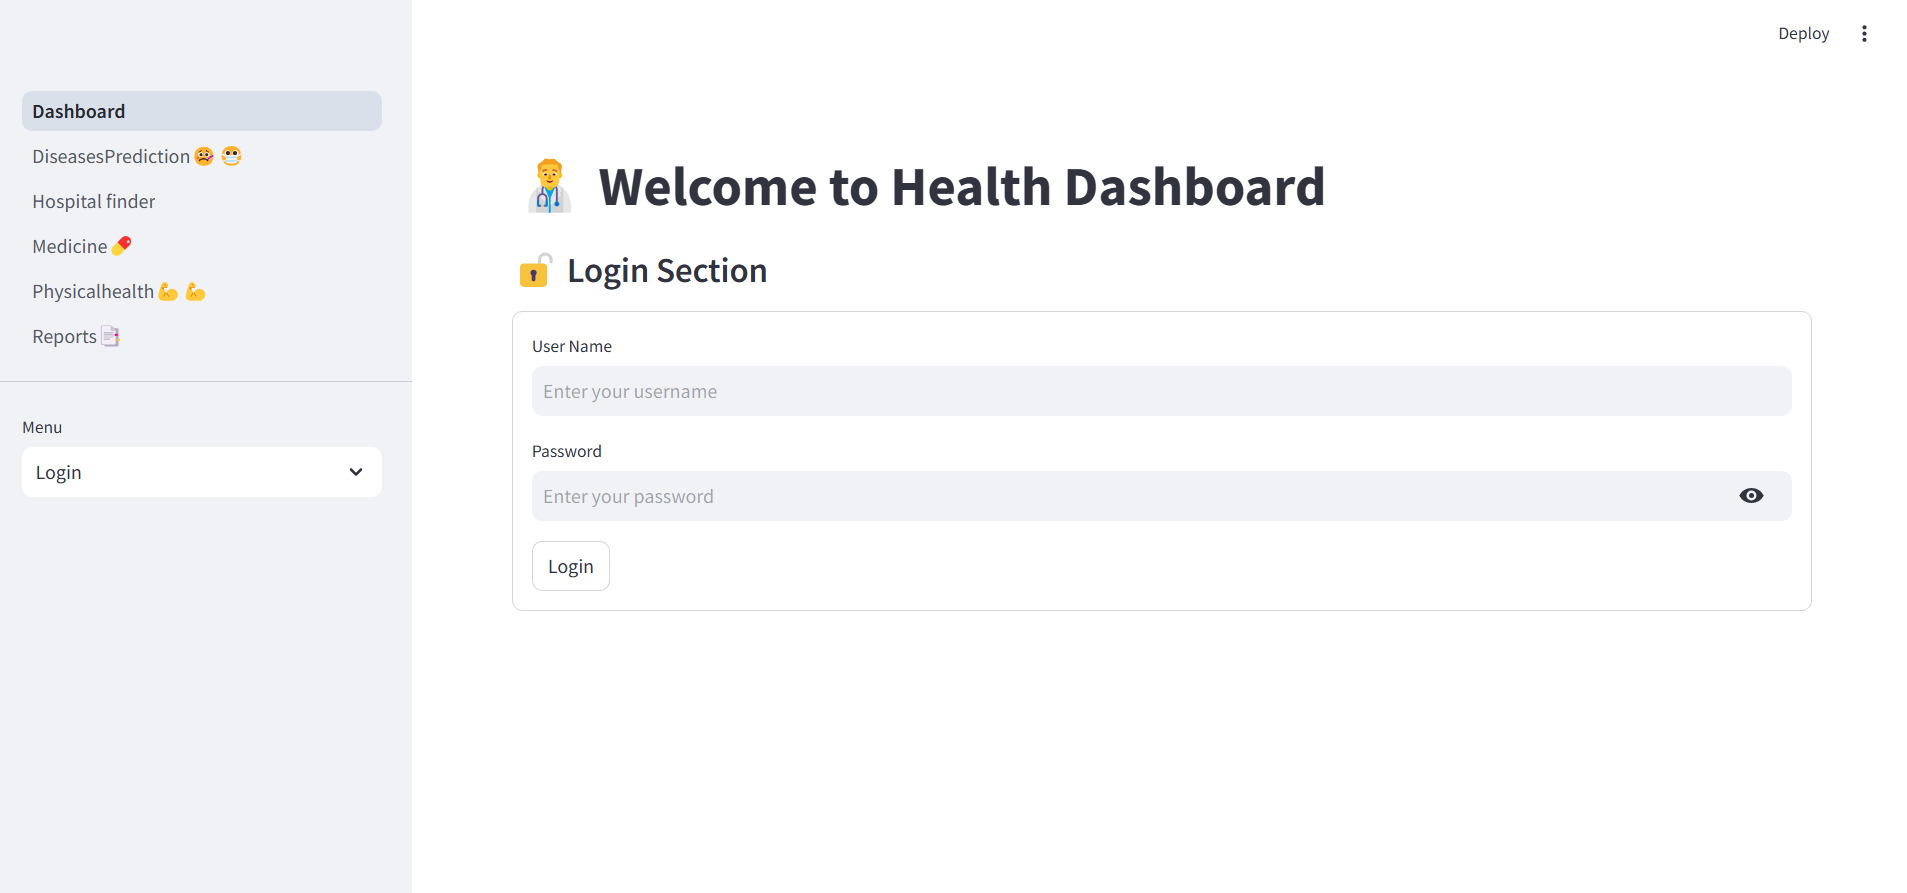 Deploy
Dashboard
DiseasesPrediction🤒 😷
Hospital finder
Medicine💊
Physicalhealth💪 💪
Reports📑
Menu
Login
👨‍⚕️ Welcome to Health Dashboard
🔓 Login Section
User Name
Enter your username
Password
Enter your password
Login